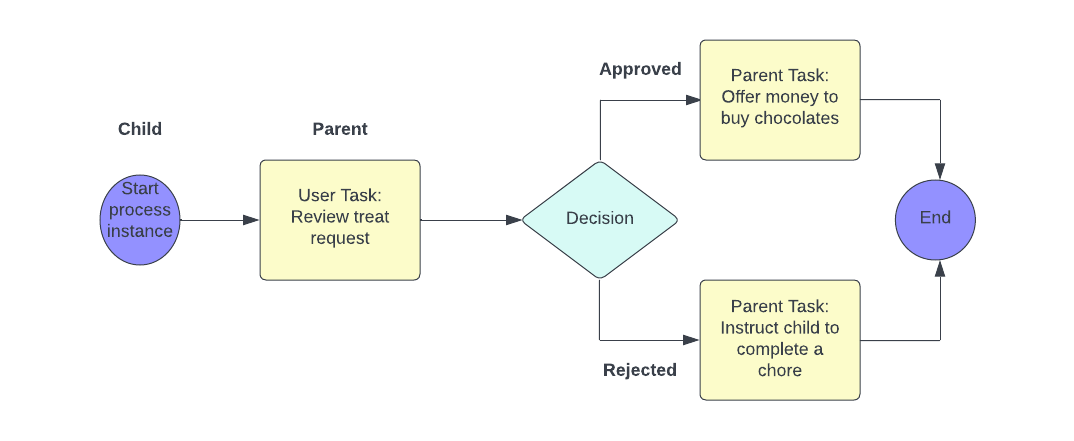 Child
Start
process
instance
Parent
User Task:
Review treat
request
Decision
Approved
Parent Task:
Offer money to
buy chocolates
Rejected
Parent Task:
Instruct child to
complete a
chore
End